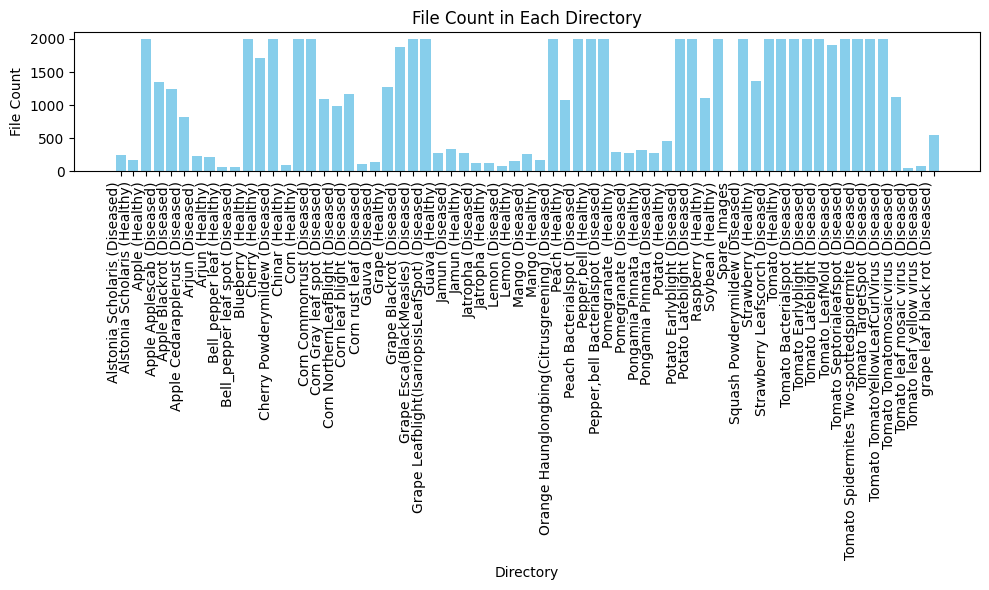 File Count in Each Directory
File Count
2000
1500
1000
500
0
Alstonia Scholaris (Diseased)
Alstonia Scholaris (Healthy)
Apple (Healthy)
Apple Applescab (Diseased)
Apple Blackrot (Diseased)
Apple Cedarapplerust (Diseased)
Arjun (Diseased)
Arjun (Healthy)
Bell_pepper leaf (Healthy)
Bell_pepper leaf spot (Diseased)
Blueberry (Healthy)
Cherry (Healthy)
Cherry Powderymildew (Diseased)
Chinar (Healthy)
Corn (Healthy)
Corn Commonrust (Diseased)
Corn Gray leaf spot (Diseased)
Corn NorthernLeafBlight (Diseased)
Corn leaf blight (Diseased)
Corn rust leaf (Diseased)
Gauva (Diseased)
Grape (Healthy)
Grape Blackrot (Diseased)
Grape Esca(BlackMeasles) (Diseased)
Grape Leafblight(IsariopsisLeafSpot) (Diseased)
Guava (Healthy)
Jamun (Diseased)
Jamun (Healthy)
Jatropha (Diseased)
Jatropha (Healthy)
Lemon (Diseased)
Lemon (Healthy)
Mango (Diseased)
Mango (Healthy)
Orange Haunglongbing(Citrusgreening) (Diseased)
Peach (Healthy)
Peach Bacterialspot (Diseased)
Pepper,bell (Healthy)
Pepper,bell Bacterialspot (Diseased)
Pomegranate (Healthy)
Pomegranate (Diseased)
Pongamia Pinnata (Healthy)
Pongamia Pinnata (Diseased)
Potato (Healthy)
Potato Earlyblight (Diseased)
Potato Lateblight (Diseased)
Raspberry (Healthy)
Soybean (Healthy)
Spare_Images
Squash Powderymildew (Diseased)
Strawberry (Healthy)
Strawberry Leafscorch (Diseased)
Tomato (Healthy)
Tomato Bacterialspot (Diseased)
Tomato Earlyblight (Diseased)
Tomato Lateblight (Diseased)
Tomato LeafMold (Diseased)
Tomato Septorialeafspot (Diseased)
Tomato Spidermites Two-spottedspidermite (Diseased)
Tomato TargetSpot (Diseased)
Tomato TomatoYellowLeafCurlVirus (Diseased)
Tomato Tomatomosaicvirus (Diseased)
Tomato leaf mosaic virus (Diseased)
Tomato leaf yellow virus (Diseased)
grape leaf black rot (Diseased)
Directory